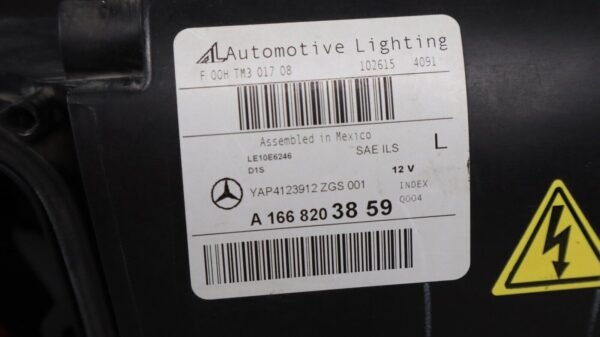 AL Automotive Lighting
F 00H TM3 017 08 102615 4091
Assembled in Mexico
LE10E6246 SAE ILS L
D1S 12 V
YAP4123912 ZGS 001 INDEX
A 166 820 38 59 Q004